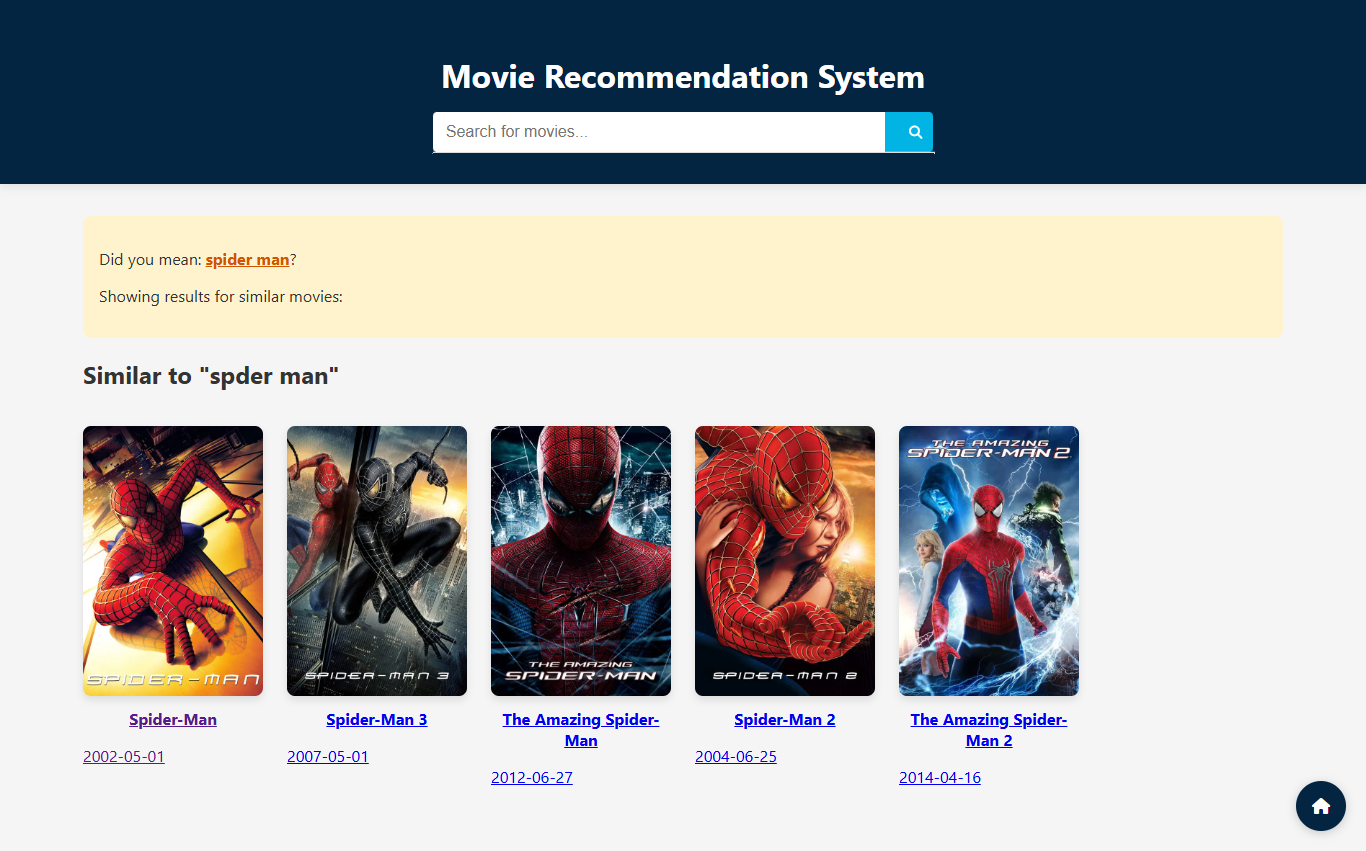 Movie Recommendation System
Search for movies...
Did you mean: spider man?
Showing results for similar movies:
Similar to "spder man"
SPIDER-MAN
SPIDER-MAN 3
THE AMAZING
SPIDER-MAN
SPIDER-MAN 2
THE AMAZING
SPIDER-MAN 2
Spider-Man
2002-05-01
Spider-Man 3
2007-05-01
The Amazing Spider-
Man
2012-06-27
Spider-Man 2
2004-06-25
The Amazing Spider-
Man 2
2014-04-16